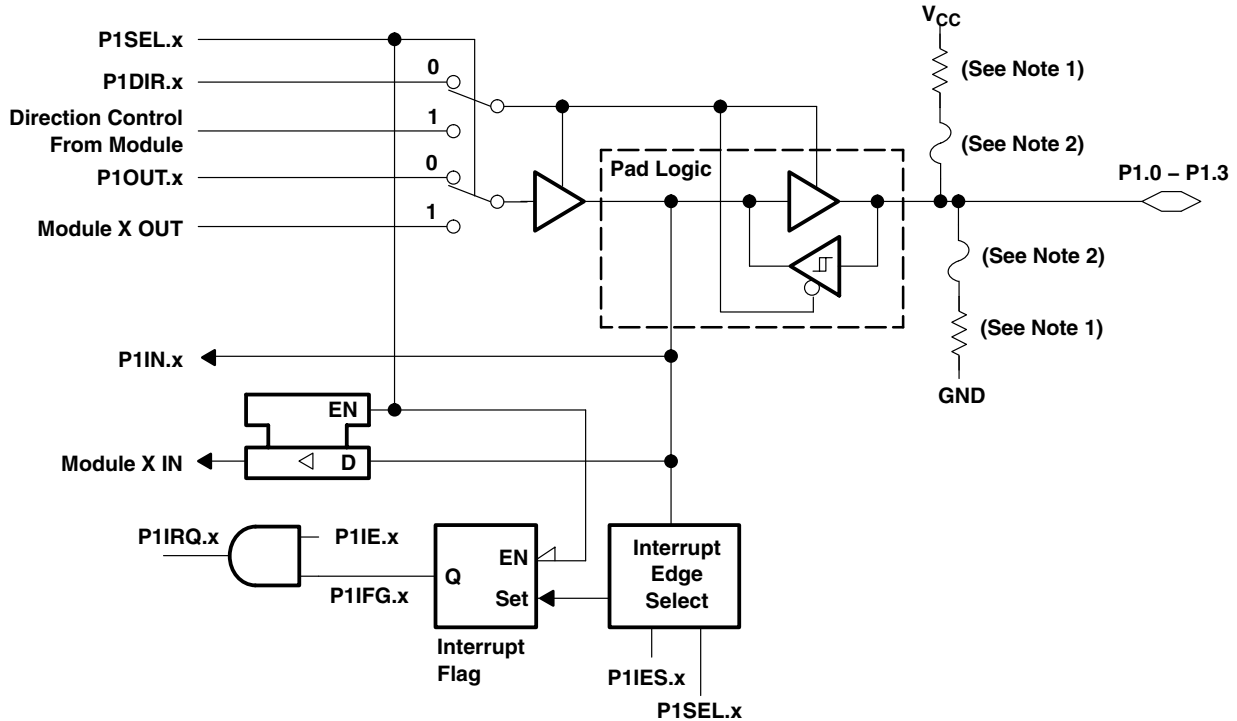 P1SEL.x
P1DIR.x
Direction Control
From Module
P1OUT.x
Module X OUT
0
1
0
1
Pad Logic
VCC
(See Note 1)
(See Note 2)
P1.0 – P1.3
(See Note 2)
(See Note 1)
GND
P1IN.x
EN
Module X IN
D
P1IRQ.x
P1IE.x
P1IFG.x
Q
EN
Set
Interrupt
Flag
Interrupt
Edge
Select
P1IES.x
P1SEL.x